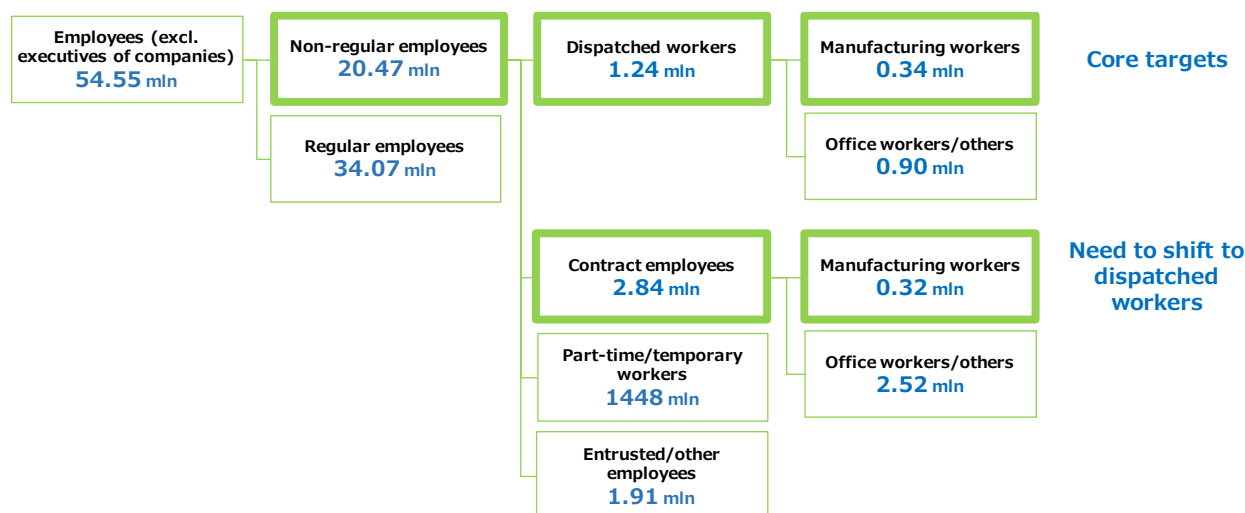 Employees (excl.
executives of companies)
54.55 mln
Non-regular employees
20.47 mln
Regular employees
34.07 mln
Dispatched workers
1.24 mln
Manufacturing workers
0.34 mln
Core targets
Office workers/others
0.90 mln
Contract employees
2.84 mln
Manufacturing workers
0.32 mln
Need to shift to
dispatched
workers
Office workers/others
2.52 mln
Part-time/temporary
workers
1448 mln
Entrusted/other
employees
1.91 mln